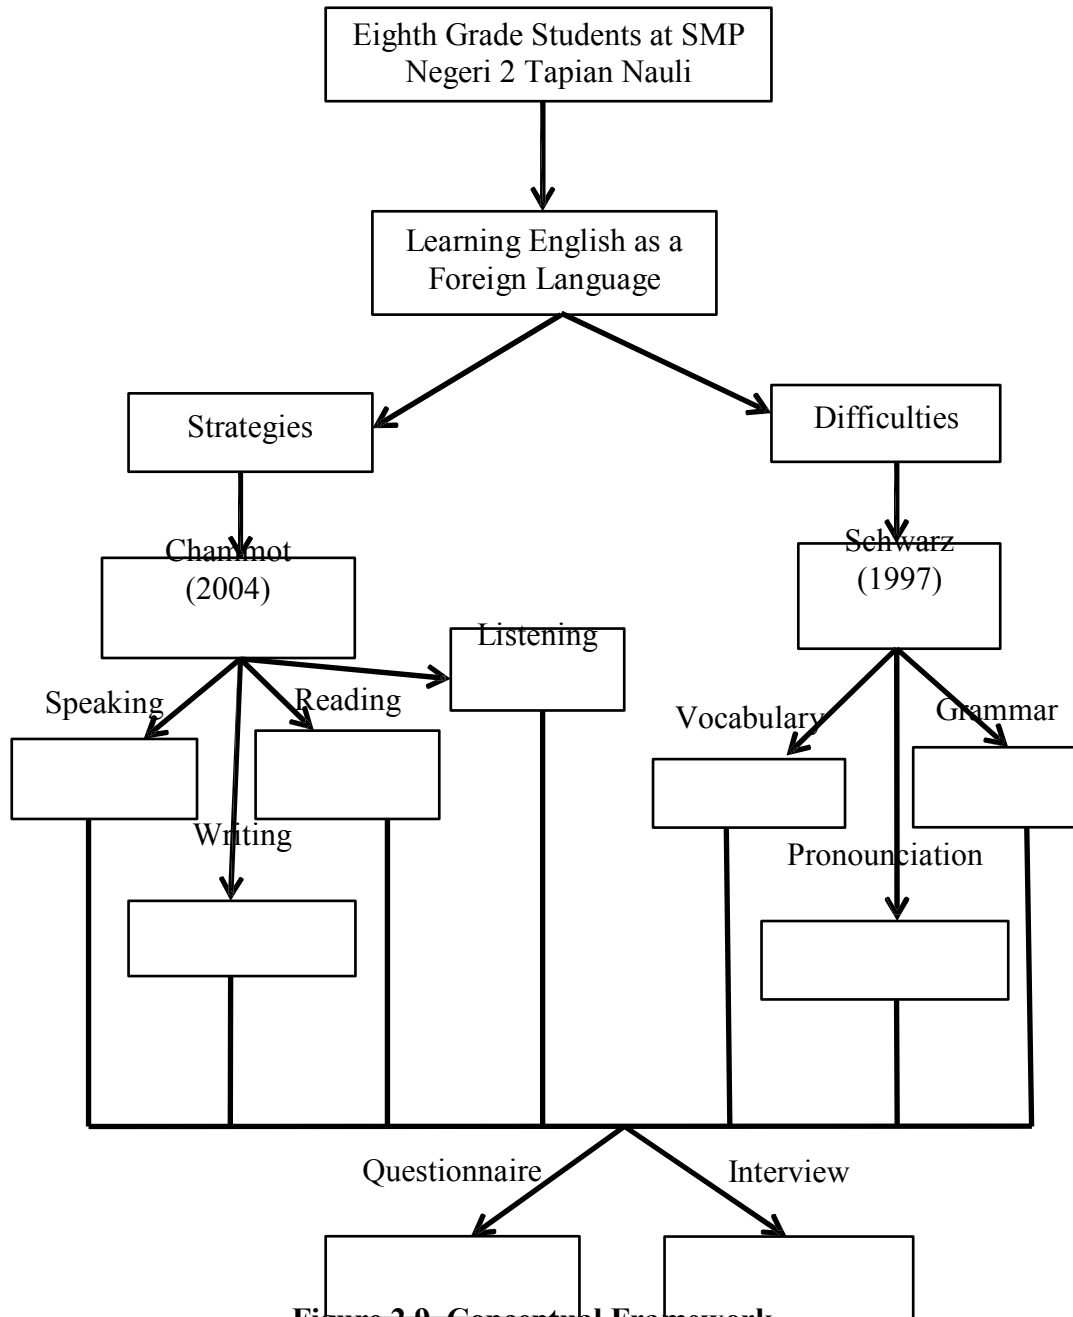 Eighth Grade Students at SMP
Negeri 2 Tapian Nauli
Learning English as a
Foreign Language
Strategies
Difficulties
Chammot
(2004)
Schwarz
(1997)
Listening
Speaking
Reading
Vocabulary
Grammar
Writing
Pronounciation
Questionnaire
Interview
Figure 2.9 Conceptual Framework